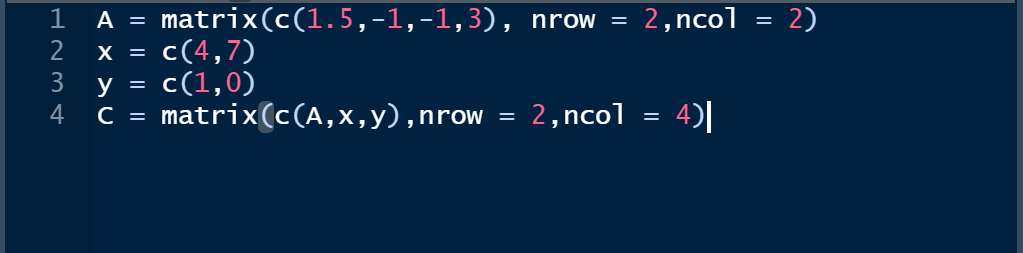 1 A = matrix(c(1.5,-1,-1,3), nrow = 2,ncol = 2)
2 x = c(4,7)
3 y = c(1,0)
4 C = matrix(c(A,x,y),nrow = 2,ncol = 4)